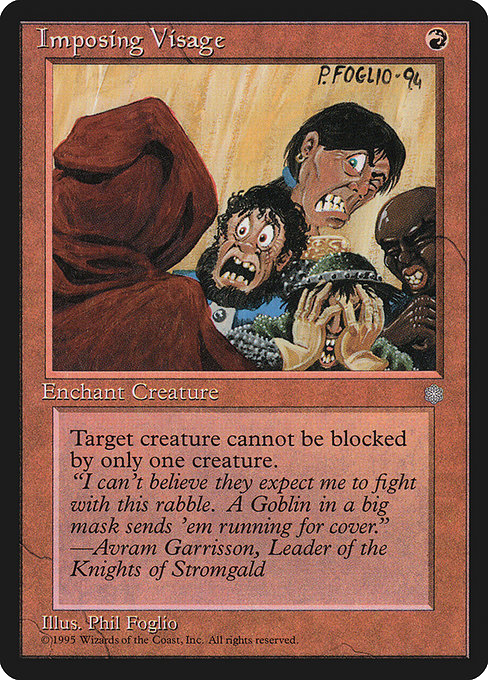 Imposing Visage
P. FOGLIO-94
Enchant Creature
Target creature cannot be blocked
by only one creature.
“I can’t believe they expect me to fight
with this rabble. A Goblin in a big
mask sends ’em running for cover.”
—Avram Garrisson, Leader of the
Knights of Stromgald
Illus. Phil Foglio
©1995 Wizards of the Coast, Inc. All rights reserved.